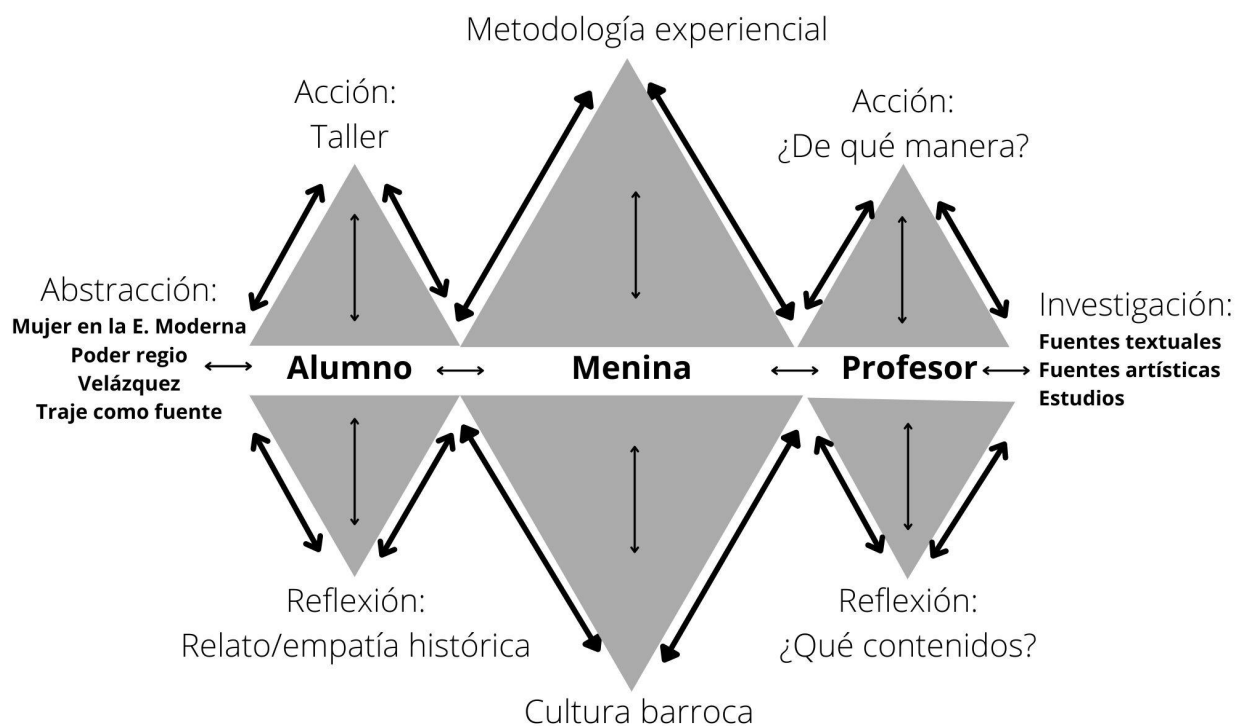 Metodología experiencial
Acción:
Taller
Acción:
¿De qué manera?
Abstracción:
Mujer en la E. Moderna
Poder regio
Velázquez
Traje como fuente
Alumno
Menina
Profesor
Investigación:
Fuentes textuales
Fuentes artísticas
Estudios
Reflexión:
Relato/empatía histórica
Reflexión:
¿Qué contenidos?
Cultura barroca